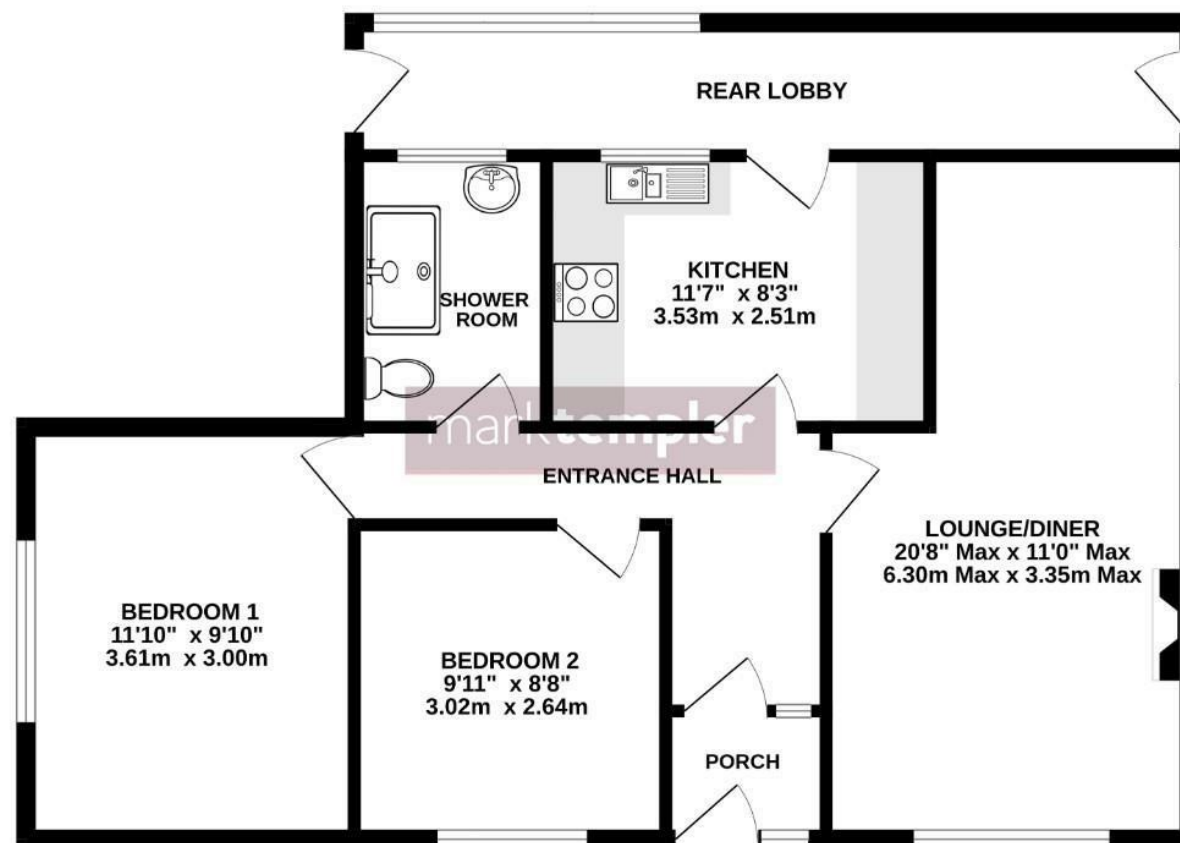 REAR LOBBY
KITCHEN
11'7" x 8'3"
3.53m x 2.51m
SHOWER
ROOM
marktempler
ENTRANCE HALL
LOUNGE/DINER
20'8" Max x 11'0" Max
6.30m Max x 3.35m Max
BEDROOM 1
11'10" x 9'10"
3.61m x 3.00m
BEDROOM 2
9'11" x 8'8"
3.02m x 2.64m
PORCH